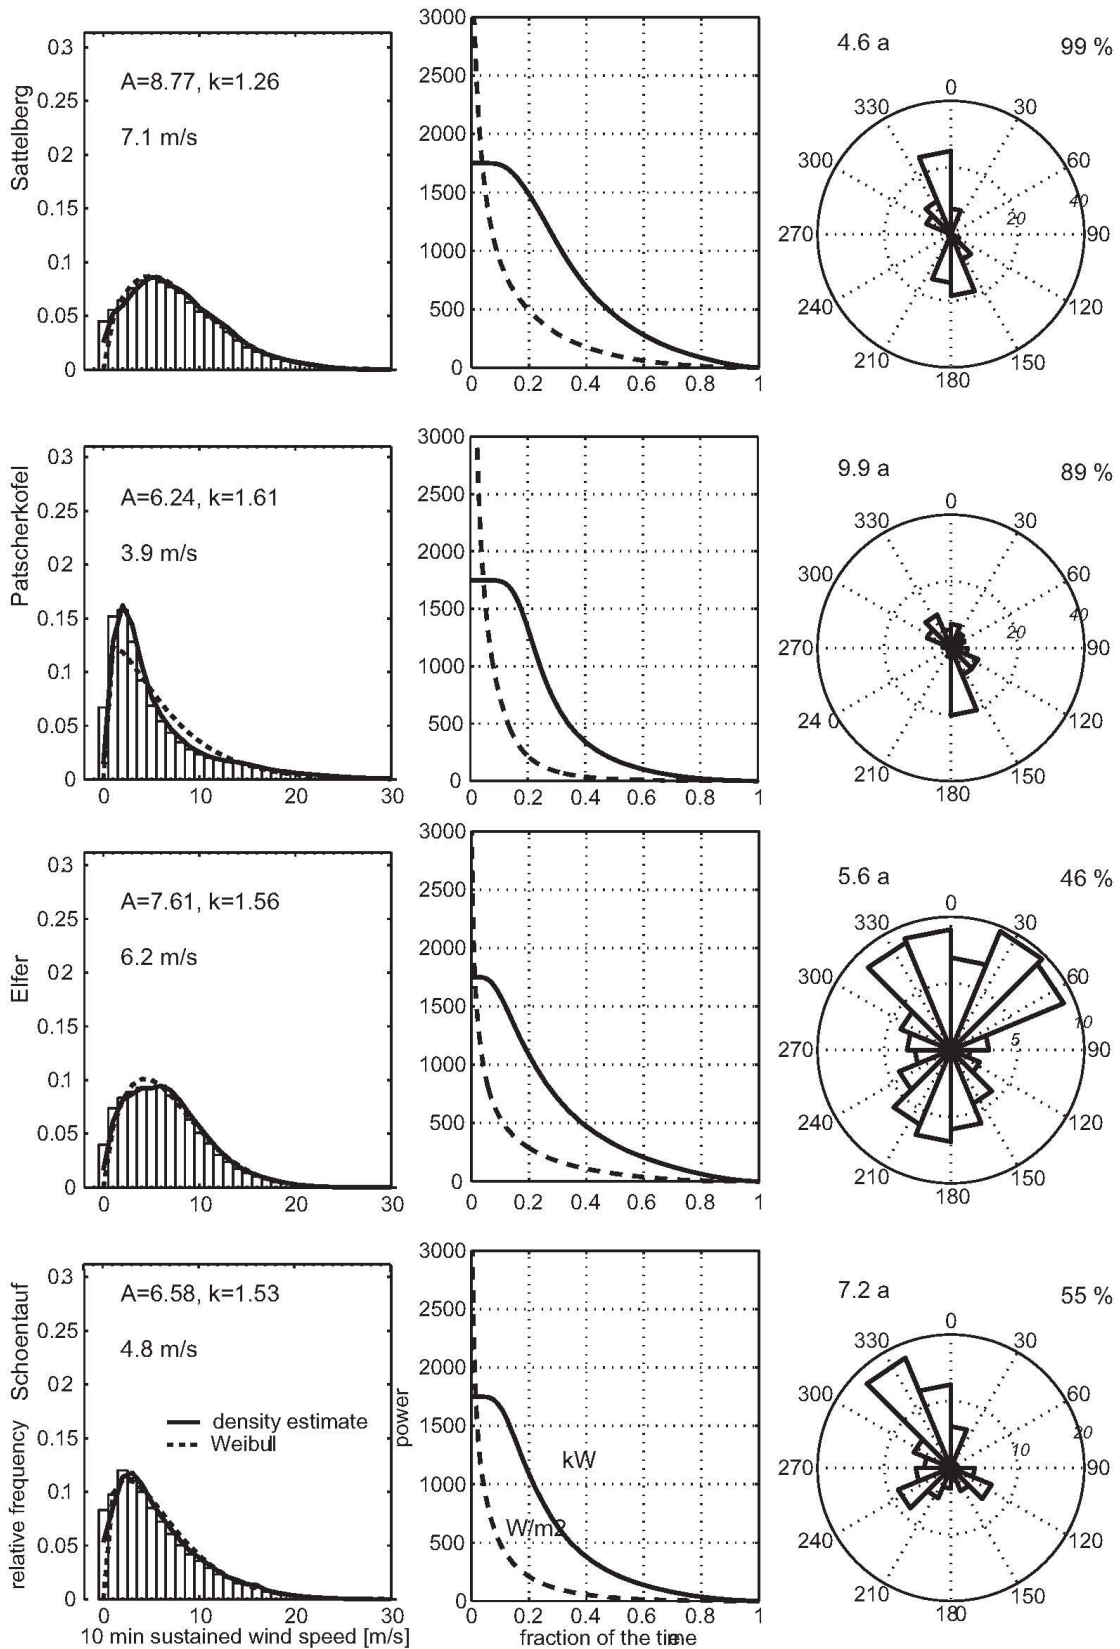 Sattelberg
0.3
0.25
0.2
0.15
0.1
0.05
0
A=8.77, k=1.26
7.1 m/s
0 10 20 30
3000
2500
2000
1500
1000
500
0
0 0.2 0.4 0.6 0.8 1
4.6 a 99 %
0
330 30
300 60
270 20 40 90
240 120
210 150
180
Patscherkofel
0.3
0.25
0.2
0.15
0.1
0.05
0
A=6.24, k=1.61
3.9 m/s
0 10 20 30
3000
2500
2000
1500
1000
500
0
0 0.2 0.4 0.6 0.8 1
9.9 a 89 %
0
330 30
300 60
270 20 40 90
24 0 120
210 150
180
Elfer
0.3
0.25
0.2
0.15
0.1
0.05
0
A=7.61, k=1.56
6.2 m/s
0 10 20 30
3000
2500
2000
1500
1000
500
0
0 0.2 0.4 0.6 0.8 1
5.6 a 46 %
0
330 30
300 60
270 5 10 90
240 120
210 150
180
relative frequency Schoentauf
0.3
0.25
0.2
0.15
0.1
0.05
0
A=6.58, k=1.53
4.8 m/s
density estimate
Weibull
0 10 20 30
10 min sustained wind speed [m/s]
power
3000
2500
2000
1500
1000
500
0
kW
W/m2
0 0.2 0.4 0.6 0.8 1
fraction of the time
7.2 a 55 %
0
330 30
300 60
270 10 20 90
240 120
210 150
180